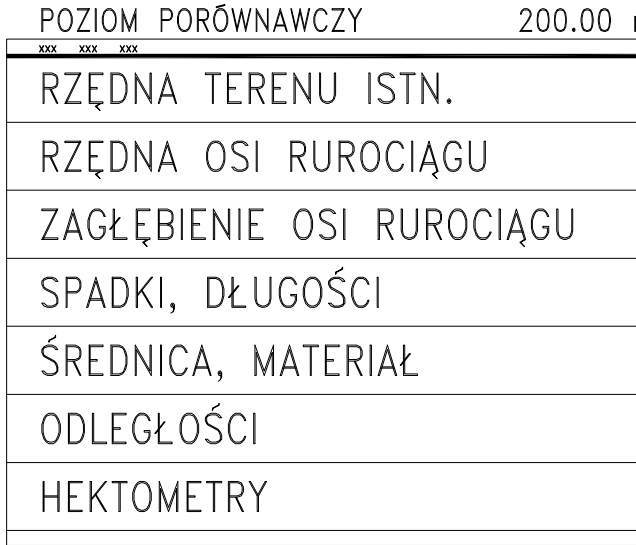 POZIOM PORÓWNAWCZY 200.00
xxx xxx xxx
RZĘDNA TERENU ISTN.
RZĘDNA OSI RUROCIĄGU
ZAGŁĘBIENIE OSI RUROCIĄGU
SPADKI, DŁUGOŚCI
ŚREDNICA, MATERIAŁ
ODLEGŁOŚCI
HEKTOMETRY